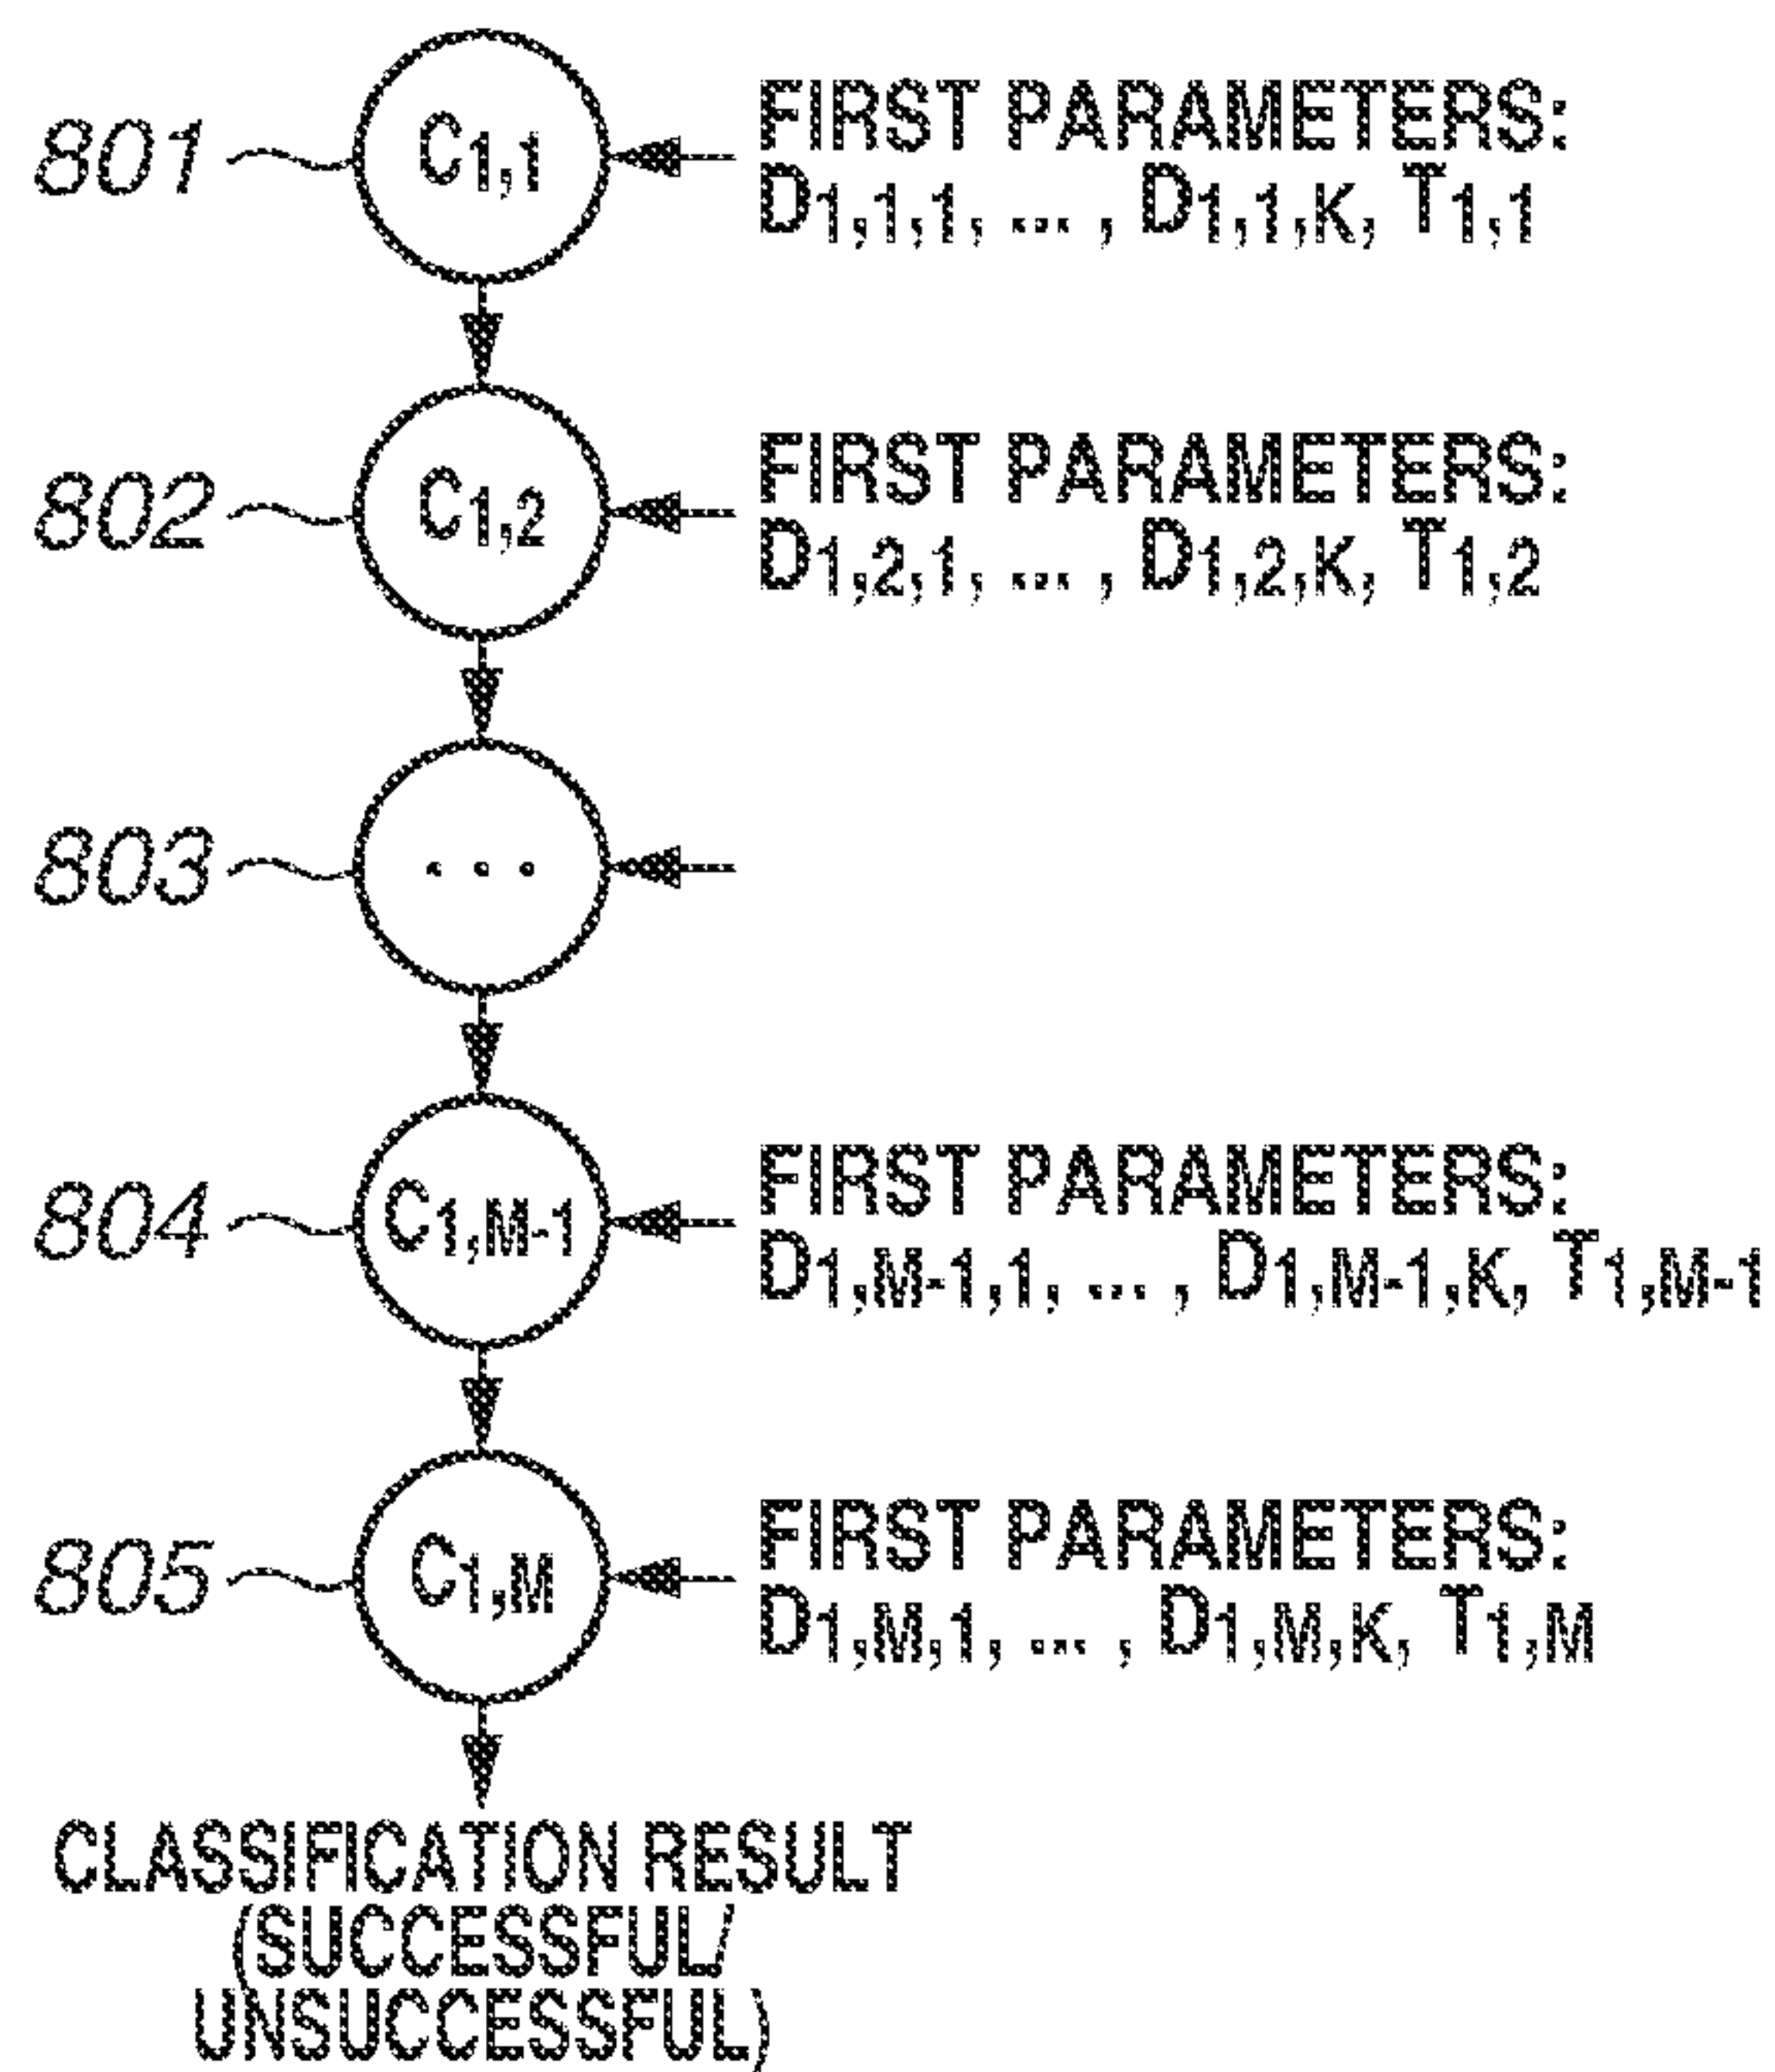 801 C1,1 FIRST PARAMETERS:
D1,1,1, ... , D1,1,K, T1,1
802 C1,2 FIRST PARAMETERS:
D1,2,1, ... , D1,2,K, T1,2
803 ...
804 C1,M-1 FIRST PARAMETERS:
D1,M-1,1, ... , D1,M-1,K, T1,M-1
805 C1,M FIRST PARAMETERS:
D1,M,1, ... , D1,M,K, T1,M
CLASSIFICATION RESULT
(SUCCESSFUL/
UNSUCCESSFUL)